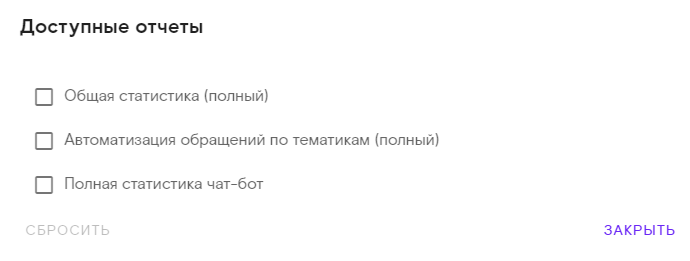 Доступные отчеты
Общая статистика (полный)
Автоматизация обращений по тематикам (полный)
Полная статистика чат-бот
СБРОСИТЬ
ЗАКРЫТЬ